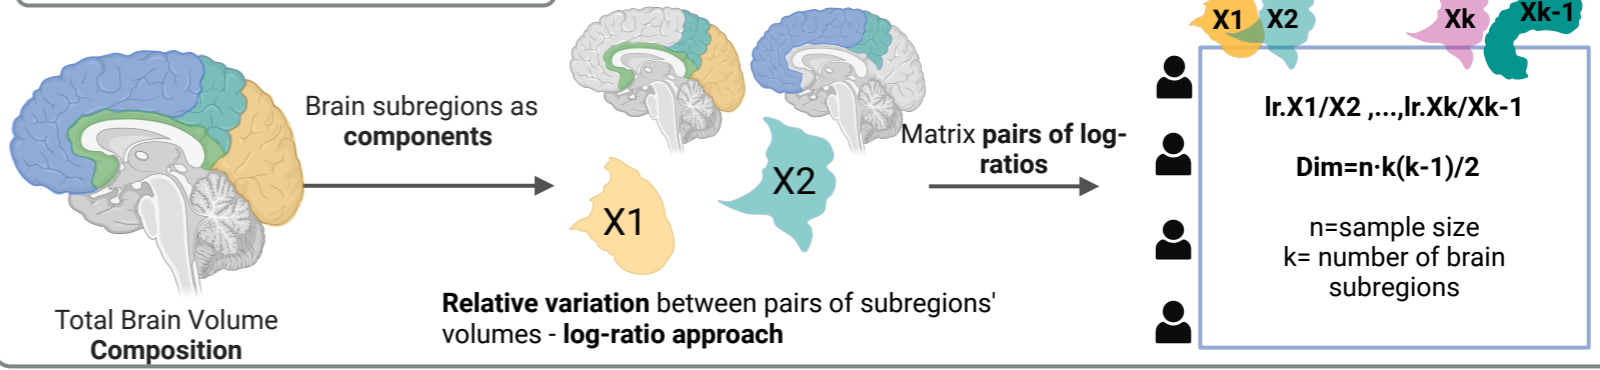 Total Brain Volume
Composition
Brain subregions as
components
X1
X2
Relative variation between pairs of subregions'
volumes - log-ratio approach
Matrix pairs of log-
ratios
X1 X2 Xk Xk-1
lr.X1/X2 ,...,lr.Xk/Xk-1
Dim=n·k(k-1)/2
n=sample size
k= number of brain
subregions